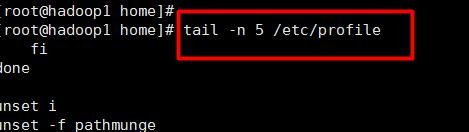 [root@hadoop1 home]#
[root@hadoop1 home]# tail -n 5 /etc/profile
fi
done
unset i
unset -f pathmunge